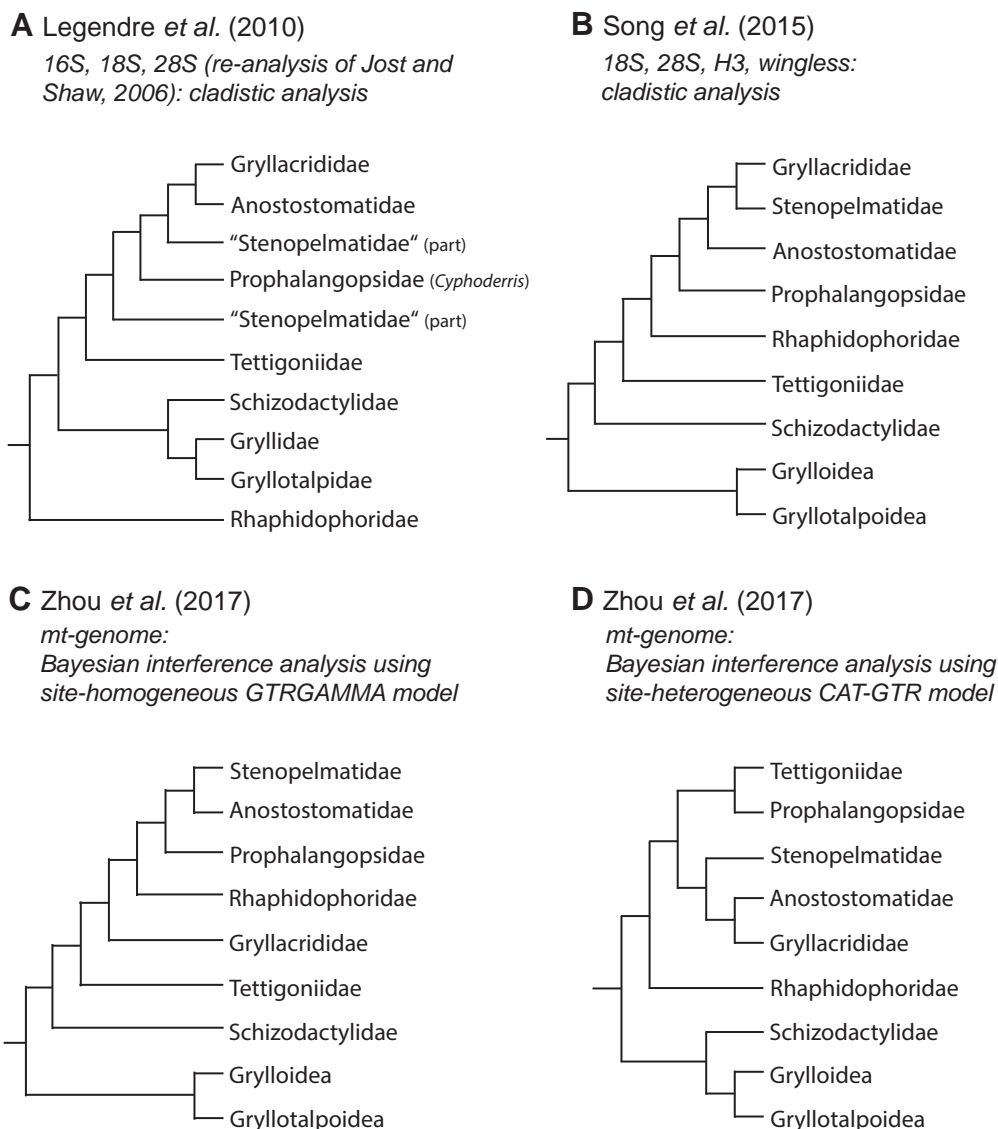 A Legendre et al. (2010)
16S, 18S, 28S (re-analysis of Jost and
Shaw, 2006): cladistic analysis
Gryllacrididae
Anostostomatidae
"Stenopelmatidae" (part)
Prophalangopsidae (Cyphoderris)
"Stenopelmatidae" (part)
Tettigoniidae
Schizodactylidae
Gryllidae
Gryllotalpidae
Rhaphidophoridae
B Song et al. (2015)
18S, 28S, H3, wingless:
cladistic analysis
Gryllacrididae
Stenopelmatidae
Anostostomatidae
Prophalangopsidae
Rhaphidophoridae
Tettigoniidae
Schizodactylidae
Grylloidea
Gryllotalpoidea
C Zhou et al. (2017)
mt-genome:
Bayesian interference analysis using
site-homogeneous GTRGAMMA model
Stenopelmatidae
Anostostomatidae
Prophalangopsidae
Rhaphidophoridae
Gryllacrididae
Tettigoniidae
Schizodactylidae
Grylloidea
Gryllotalpoidea
D Zhou et al. (2017)
mt-genome:
Bayesian interference analysis using
site-heterogeneous CAT-GTR model
Tettigoniidae
Prophalangopsidae
Stenopelmatidae
Anostostomatidae
Gryllacrididae
Rhaphidophoridae
Schizodactylidae
Grylloidea
Gryllotalpoidea